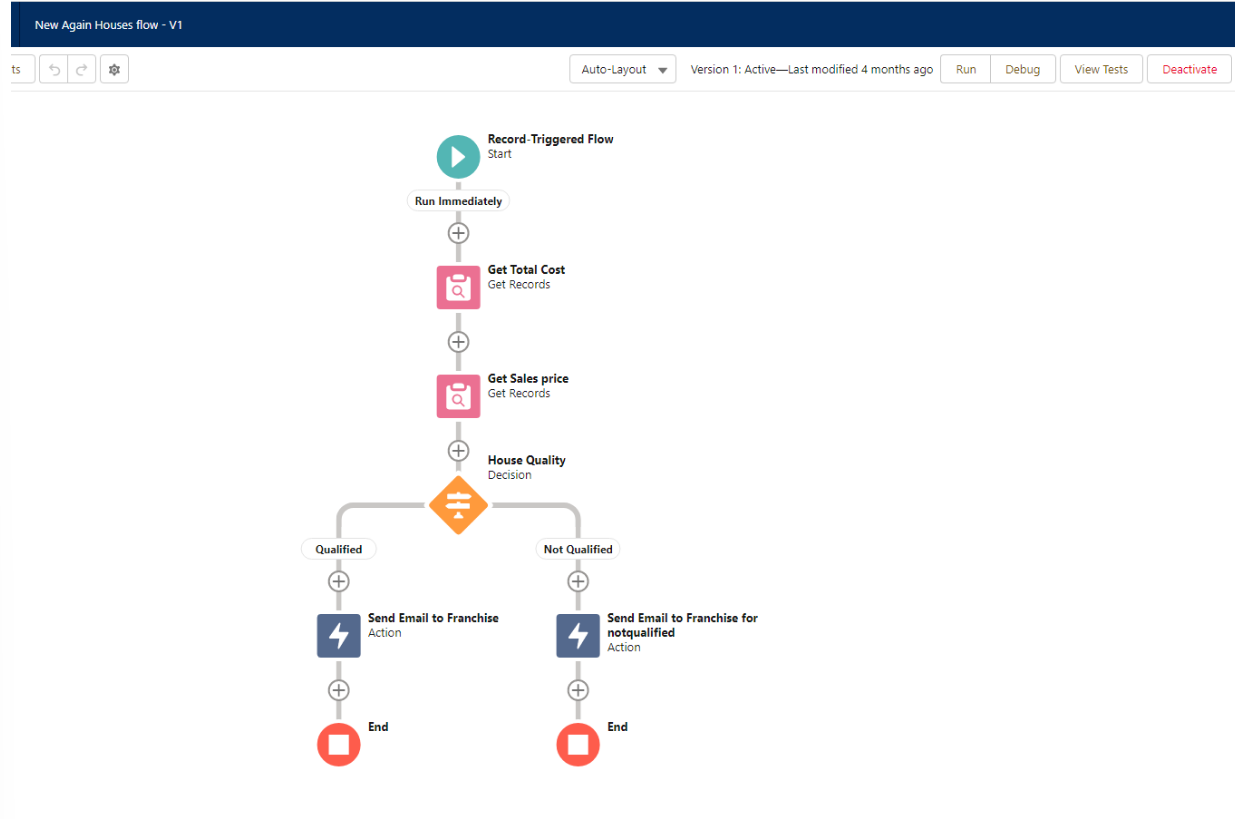 New Again Houses flow - V1
ts
Auto-Layout
Version 1: Active—Last modified 4 months ago
Run
Debug
View Tests
Deactivate
Record-Triggered Flow
Start
Run Immediately
Get Total Cost
Get Records
Get Sales price
Get Records
House Quality
Decision
Qualified
Not Qualified
Send Email to Franchise
Action
Send Email to Franchise for
notqualified
Action
End
End